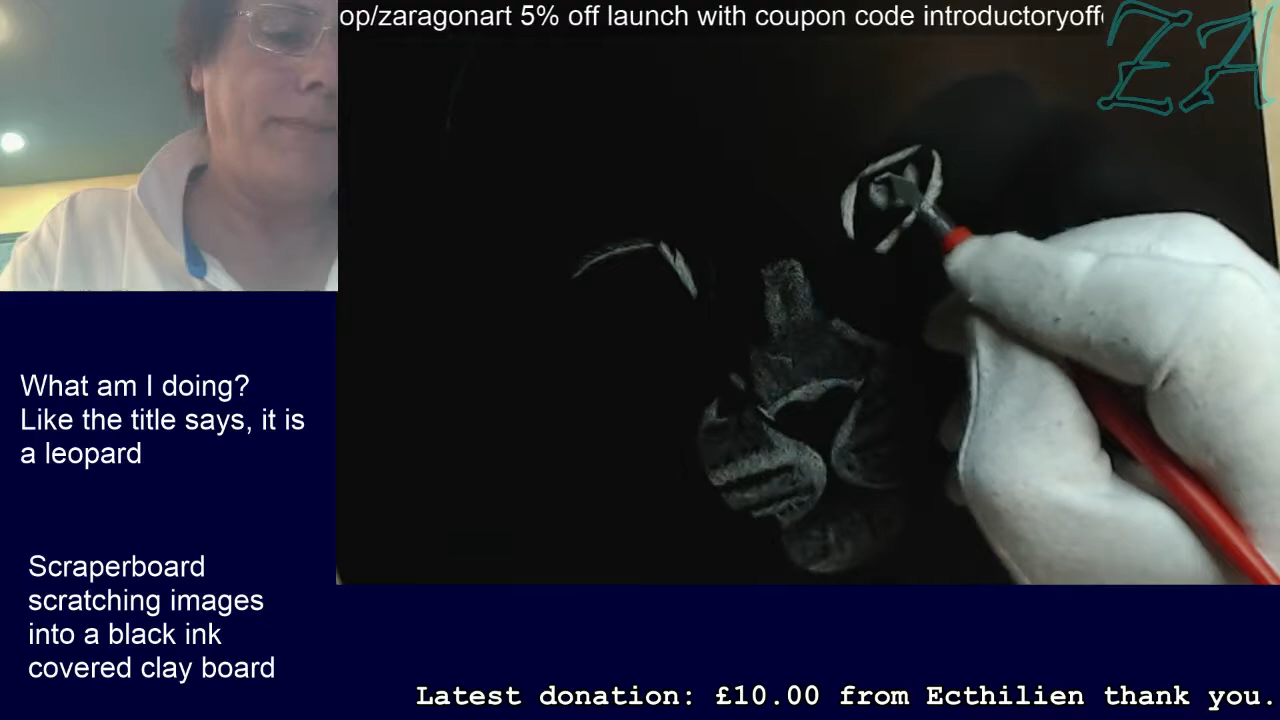 op/zaragonart 5% off launch with coupon code introductoryoff
ZA
What am I doing?
Like the title says, it is
a leopard
Scraperboard
scratching images
into a black ink
covered clay board
Latest donation: £10.00 from Ecthilien thank you.